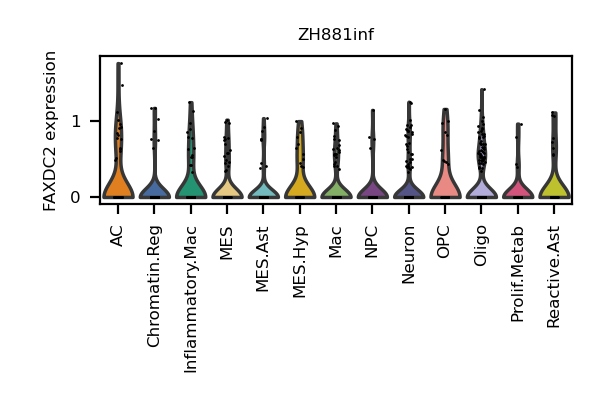 ZH881inf
FAXDC2 expression
1
0
AC
Chromatin.Reg
Inflammatory.Mac
MES
MES.Ast
MES.Hyp
Mac
NPC
Neuron
OPC
Oligo
Prolif.Metab
Reactive.Ast